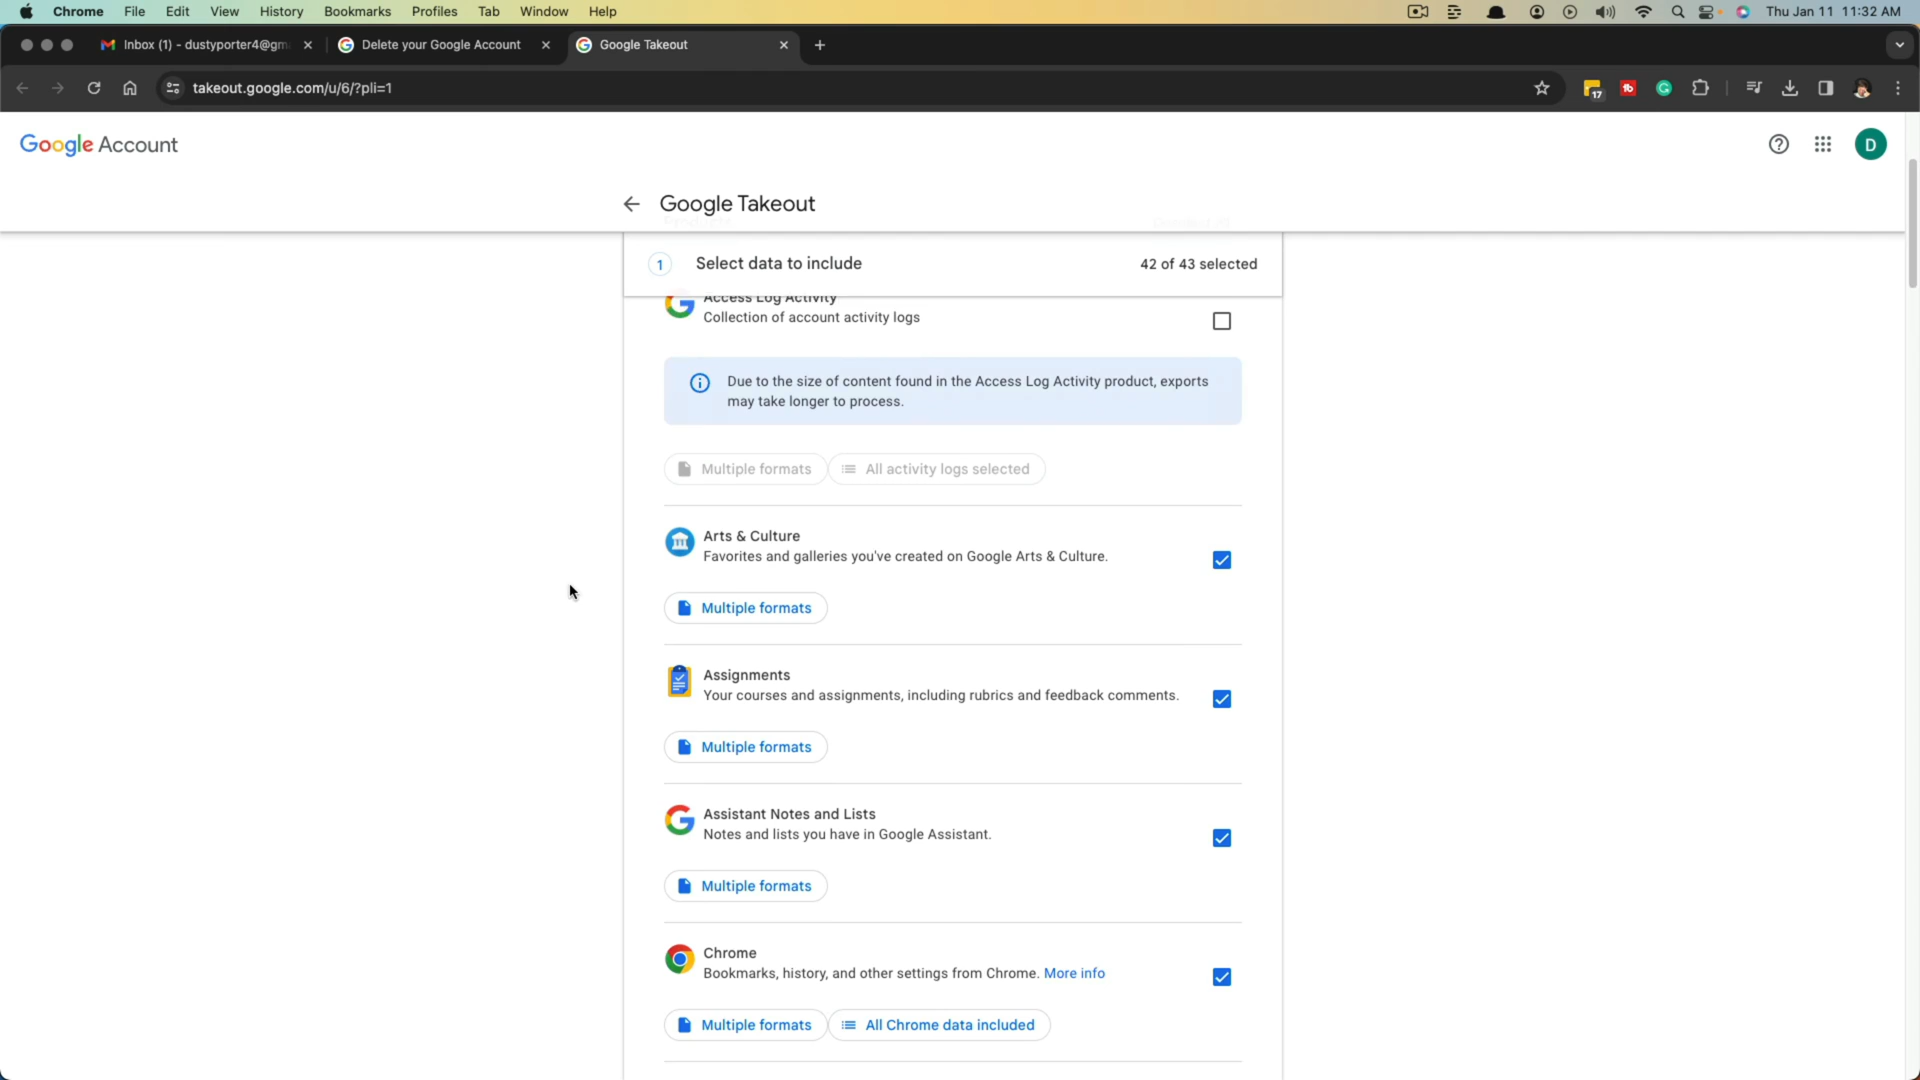 Chrome File Edit View History Bookmarks Profiles Tab Window Help Thu Jan 11 11:32 AM
Inbox (1) - dustyporter4@gm Delete your Google Account Google Takeout
takeout.google.com/u/6/?pli=1 17
Google Account D
Google Takeout
1 Select data to include 42 of 43 selected
Access Log Activity
Collection of account activity logs
Due to the size of content found in the Access Log Activity product, exports
may take longer to process.
Multiple formats All activity logs selected
Arts & Culture
Favorites and galleries you've created on Google Arts & Culture.
Multiple formats
Assignments
Your courses and assignments, including rubrics and feedback comments.
Multiple formats
Assistant Notes and Lists
Notes and lists you have in Google Assistant.
Multiple formats
Chrome
Bookmarks, history, and other settings from Chrome. More info
Multiple formats All Chrome data included